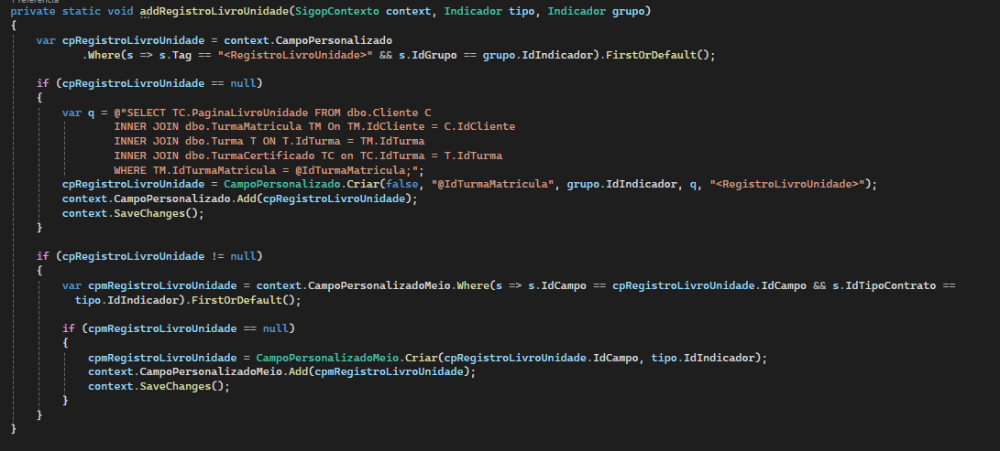 1 referência
private static void addRegistroLivroUnidade(SigopContexto context, Indicador tipo, Indicador grupo)
{
var cpRegistroLivroUnidade = context.CampoPersonalizado
.Where(s => s.Tag == "<RegistroLivroUnidade>" && s.IdGrupo == grupo.IdIndicador).FirstOrDefault();
if (cpRegistroLivroUnidade == null)
{
var q = @"SELECT TC.PaginaLivroUnidade FROM dbo.Cliente C
INNER JOIN dbo.TurmaMatricula TM On TM.IdCliente = C.IdCliente
INNER JOIN dbo.Turma T ON T.IdTurma = TM.IdTurma
INNER JOIN dbo.TurmaCertificado TC on TC.IdTurma = T.IdTurma
WHERE TM.IdTurmaMatricula = @IdTurmaMatricula;";
cpRegistroLivroUnidade = CampoPersonalizado.Criar(false, "@IdTurmaMatricula", grupo.IdIndicador, q, "<RegistroLivroUnidade>");
context.CampoPersonalizado.Add(cpRegistroLivroUnidade);
context.SaveChanges();
}
if (cpRegistroLivroUnidade != null)
{
var cpmRegistroLivroUnidade = context.CampoPersonalizadoMeio.Where(s => s.IdCampo == cpRegistroLivroUnidade.IdCampo && s.IdTipoContrato ==
tipo.IdIndicador).FirstOrDefault();
if (cpmRegistroLivroUnidade == null)
{
cpmRegistroLivroUnidade = CampoPersonalizadoMeio.Criar(cpRegistroLivroUnidade.IdCampo, tipo.IdIndicador);
context.CampoPersonalizadoMeio.Add(cpmRegistroLivroUnidade);
context.SaveChanges();
}
}
}